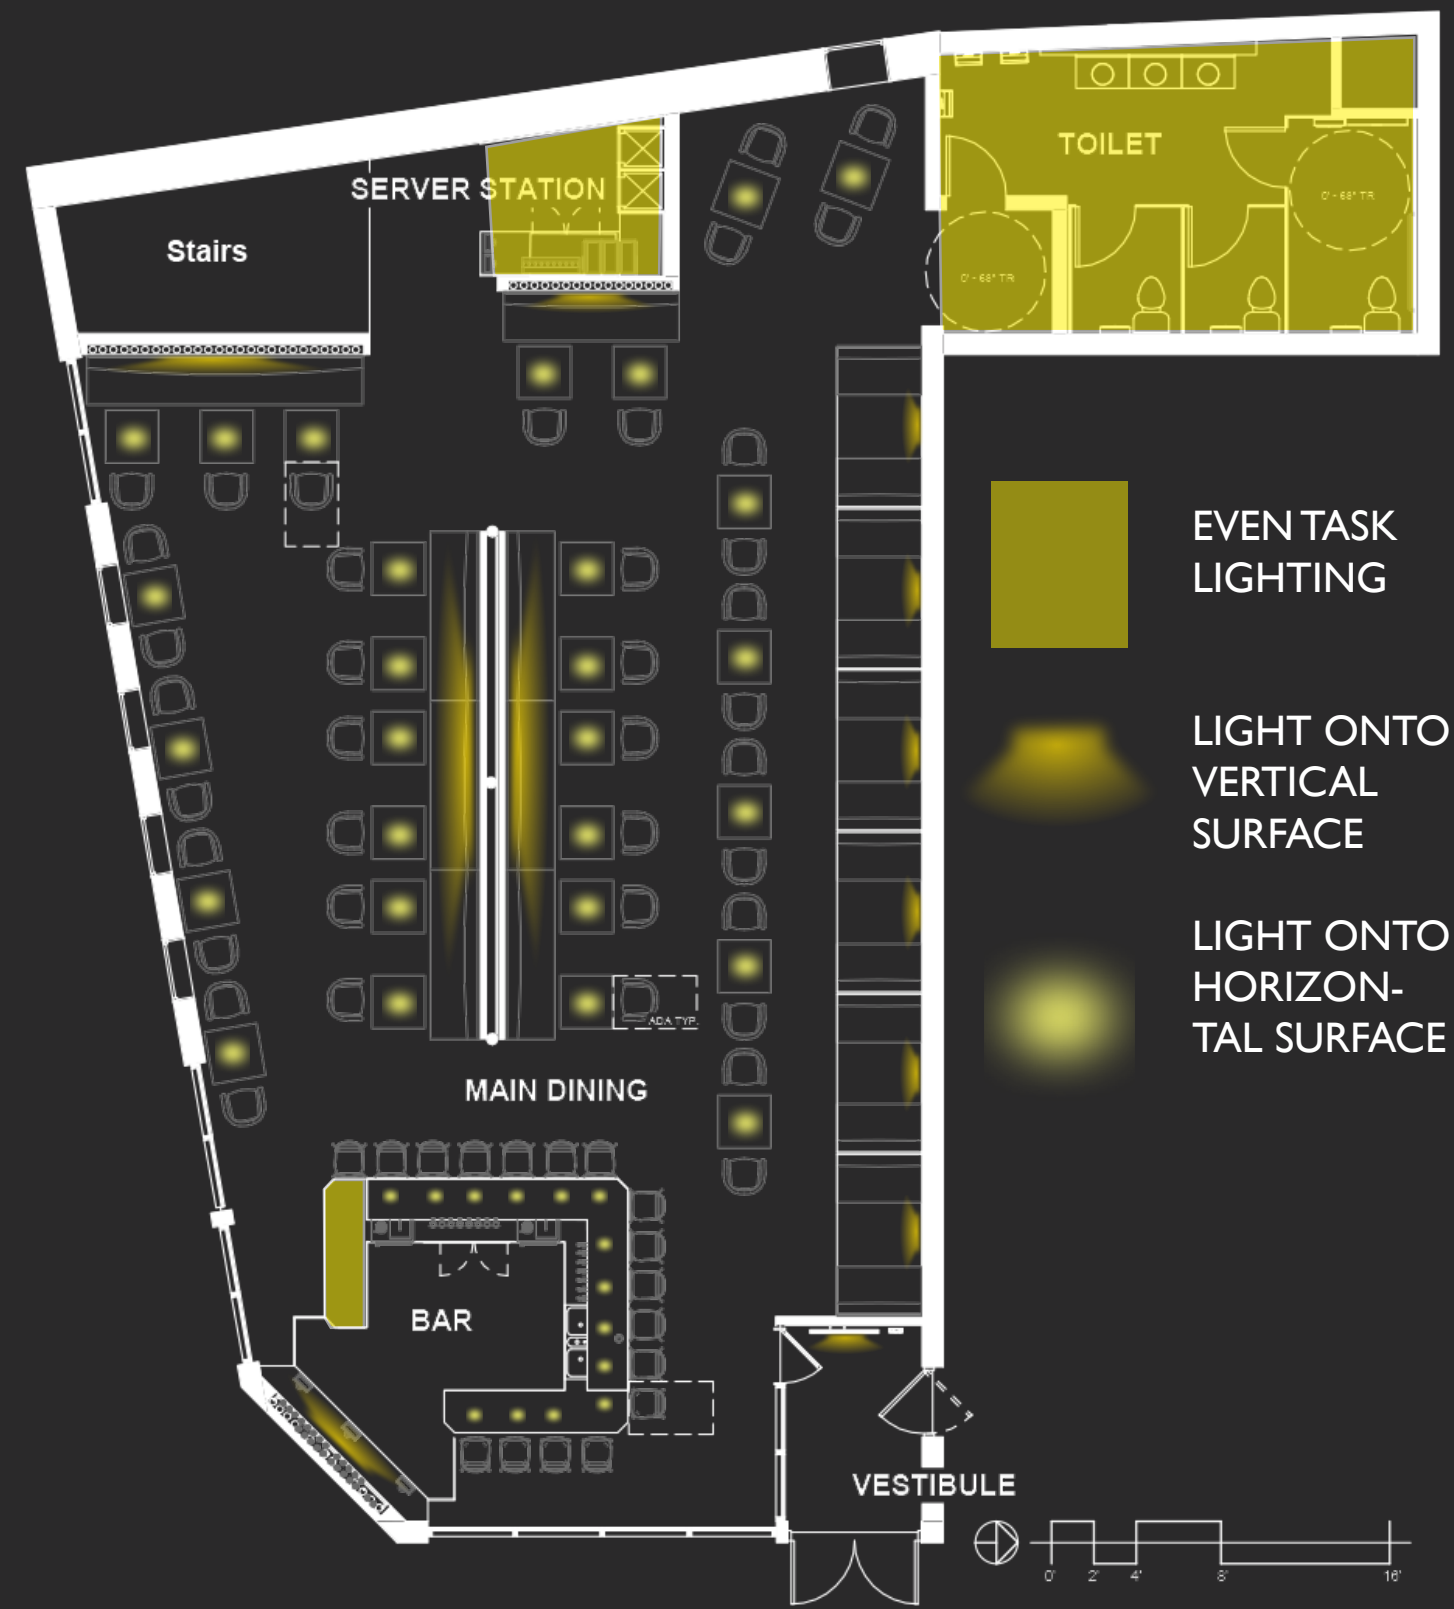 TOILET
SERVER STATION
0' - 68" TR
Stairs
0' - 68" TR
EVEN TASK
LIGHTING
LIGHT ONTO
VERTICAL
SURFACE
LIGHT ONTO
HORIZON-
TAL SURFACE
ADA TYP.
MAIN DINING
BAR
VESTIBULE
0' 2' 4' 8' 16'